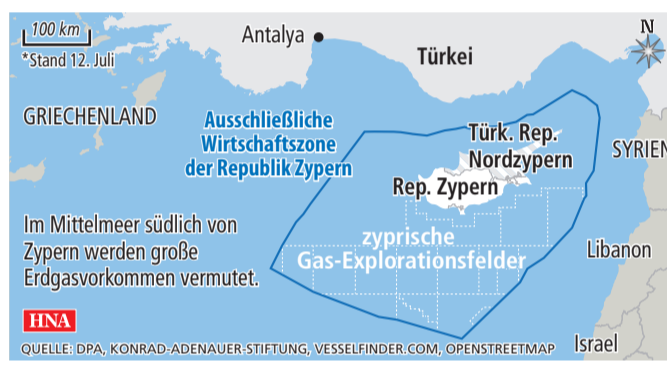 100 km
*Stand 12. Juli
Antalya
Türkei
N
GRIECHENLAND
Ausschließliche
Wirtschaftszone
der Republik Zypern
Türk. Rep.
Nordzypern
SYRIEN
Rep. Zypern
Im Mittelmeer südlich von
Zypern werden große
Erdgasvorkommen vermutet.
zyprische
Gas-Explorationsfelder
Libanon
HNA
Israel
QUELLE: DPA, KONRAD-ADENAUER-STIFTUNG, VESSELFINDER.COM, OPENSTREETMAP